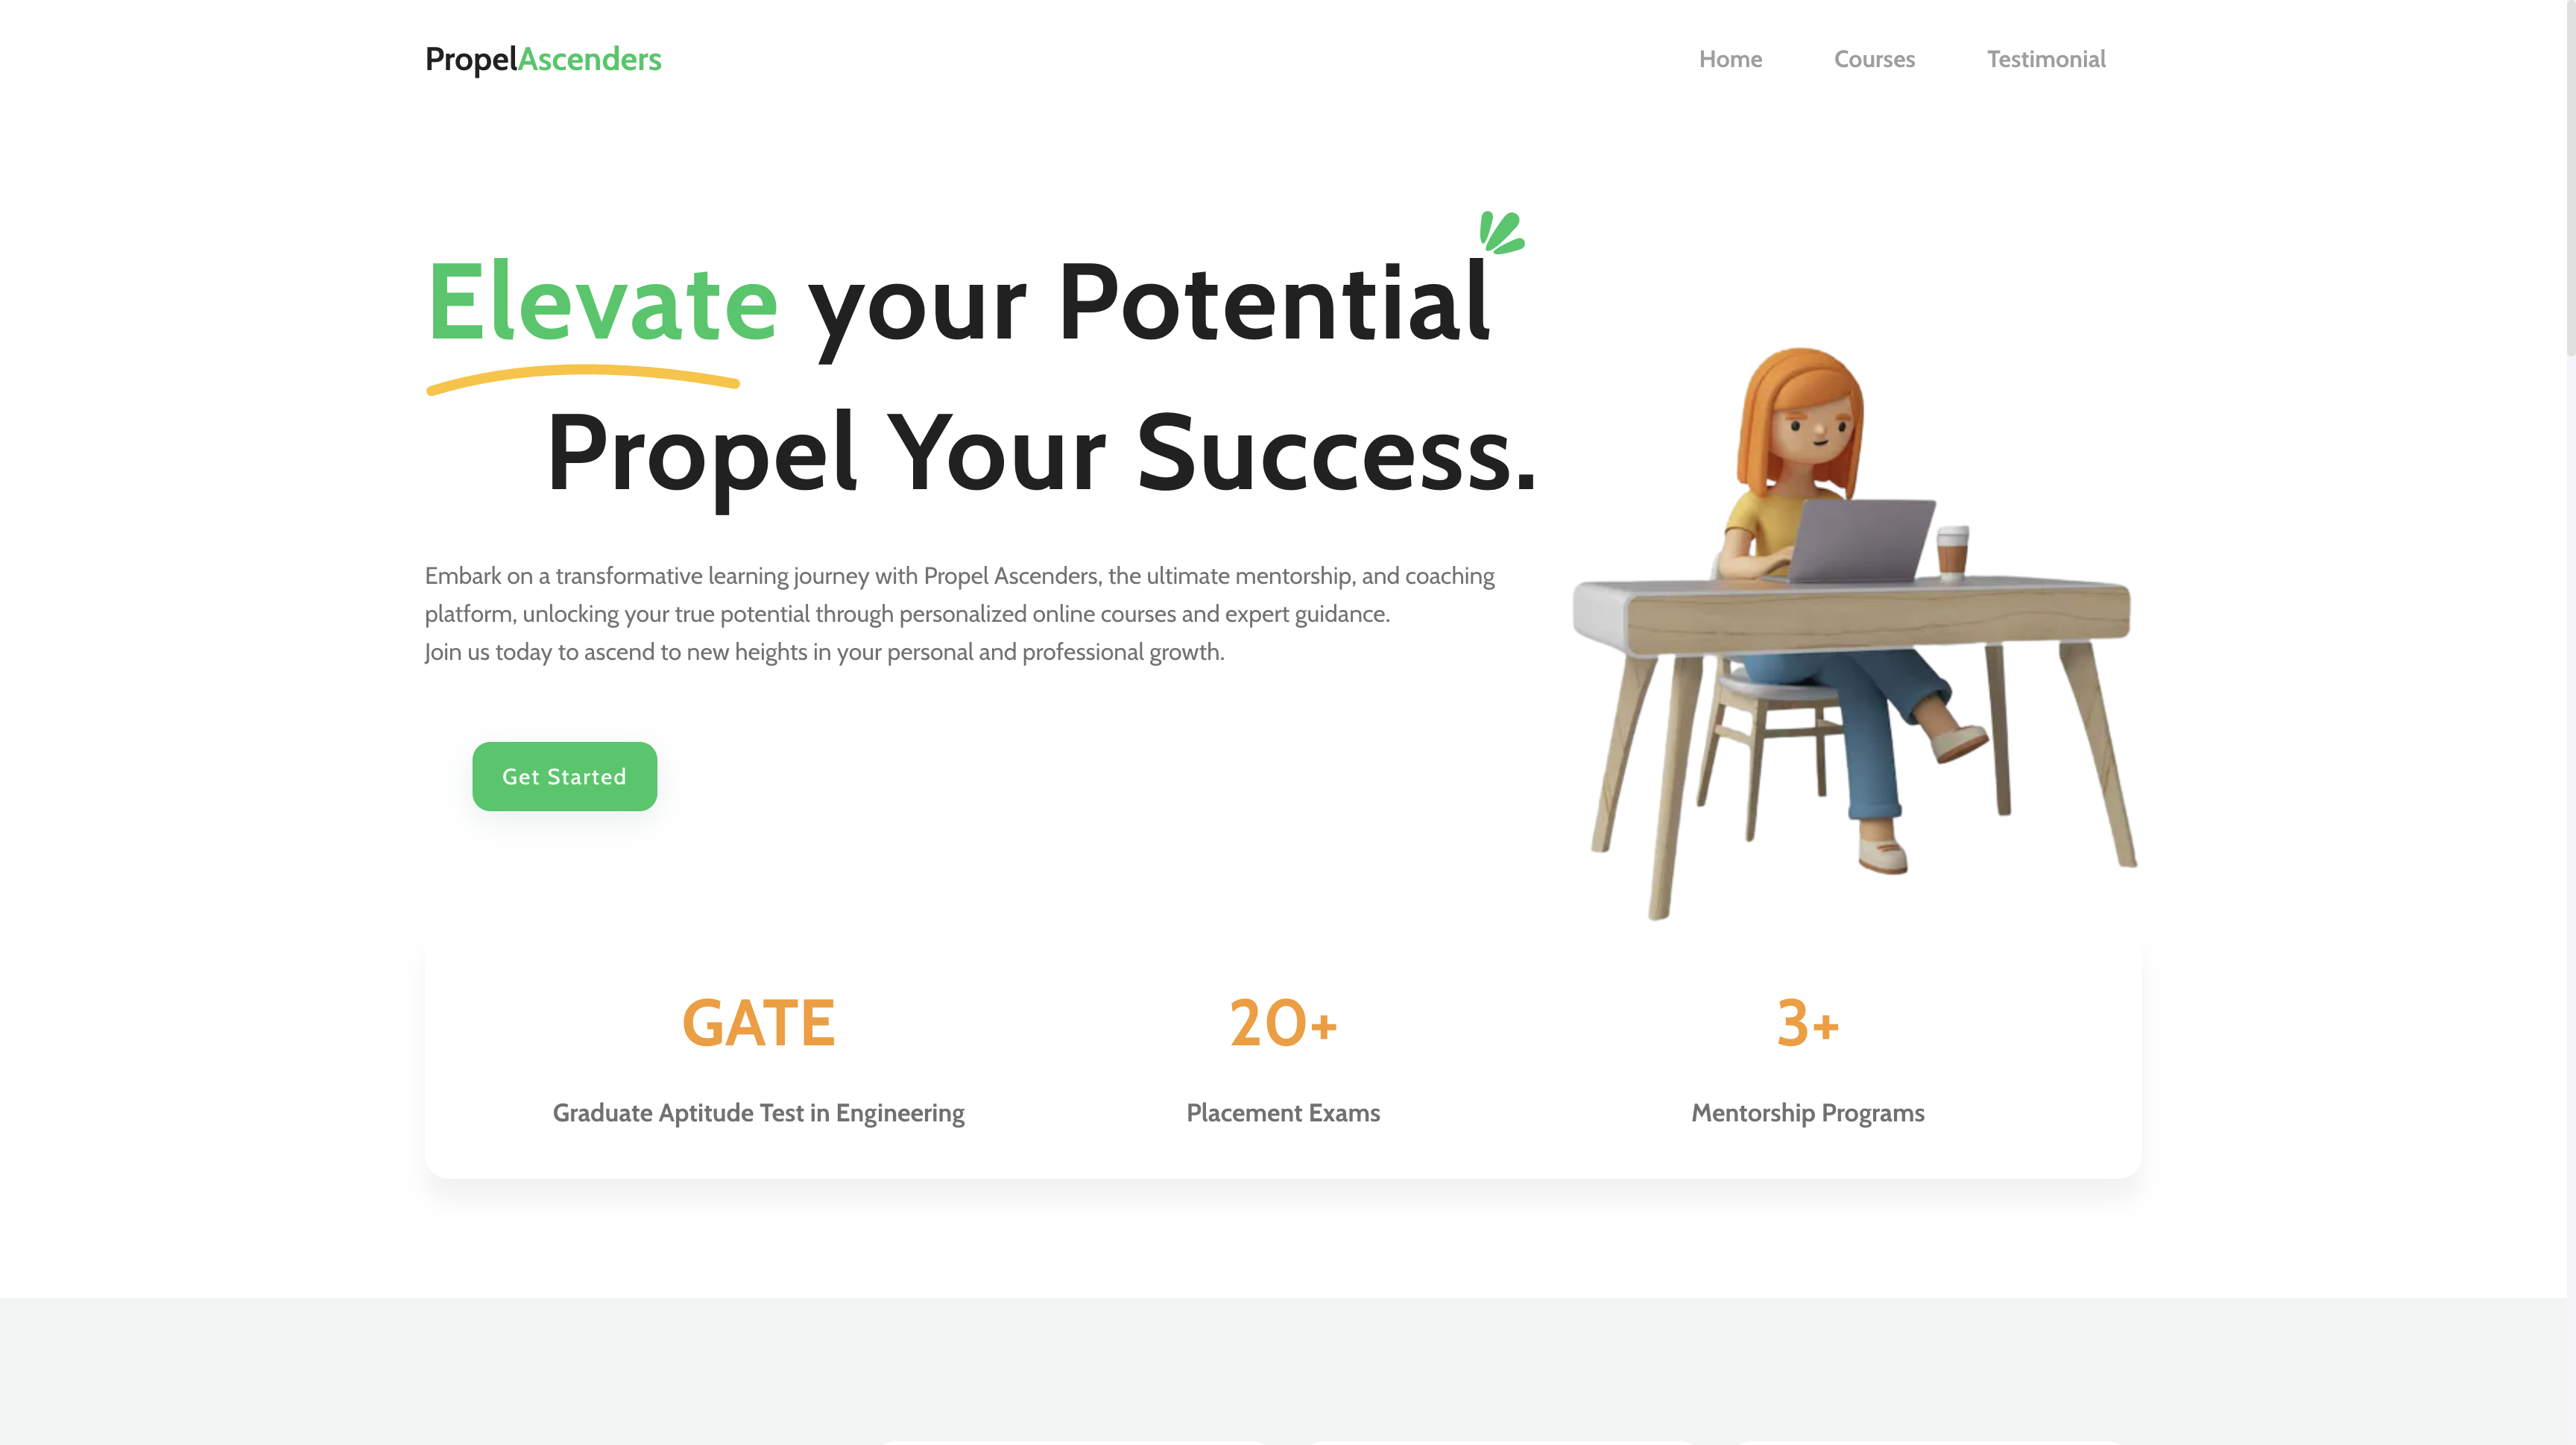 PropelAscenders
Home
Courses
Testimonial
Elevate your Potential
Propel Your Success.
Embark on a transformative learning journey with Propel Ascenders, the ultimate mentorship, and coaching
platform, unlocking your true potential through personalized online courses and expert guidance.
Join us today to ascend to new heights in your personal and professional growth.
Get Started
GATE
Graduate Aptitude Test in Engineering
20+
Placement Exams
3+
Mentorship Programs